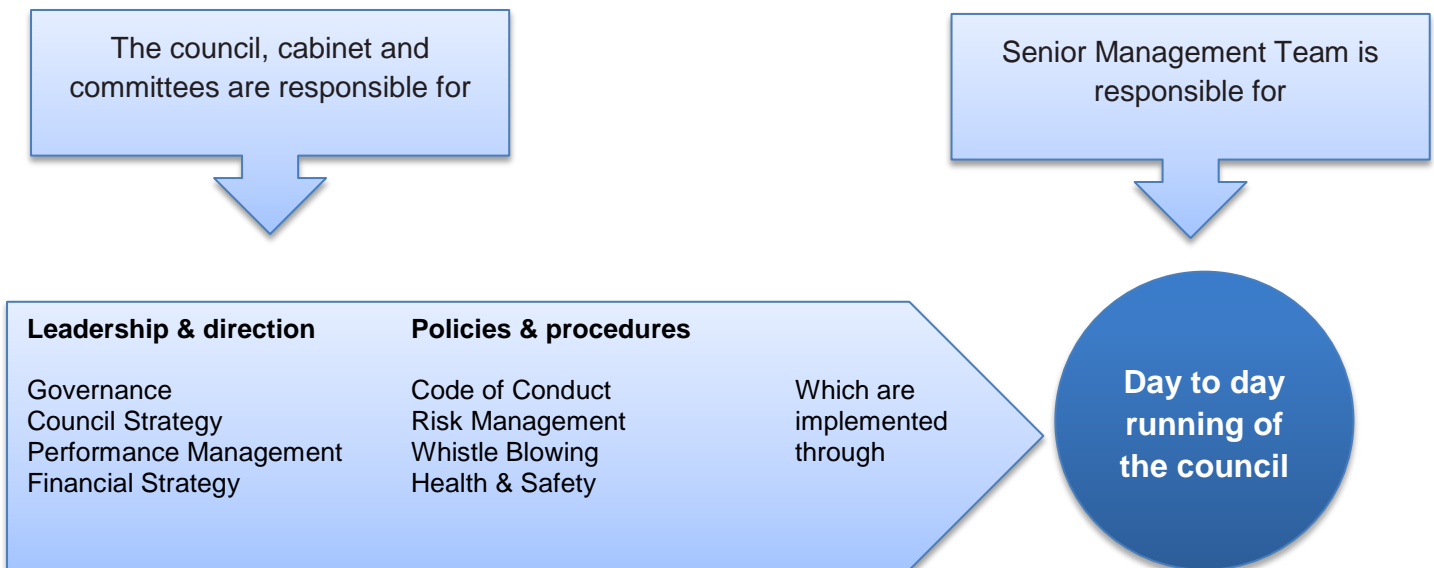 The council, cabinet and
committees are responsible for
Senior Management Team is
responsible for
Leadership & direction
Governance
Council Strategy
Performance Management
Financial Strategy
Policies & procedures
Code of Conduct
Risk Management
Whistle Blowing
Health & Safety
Which are
implemented
through
Day to day
running of
the council